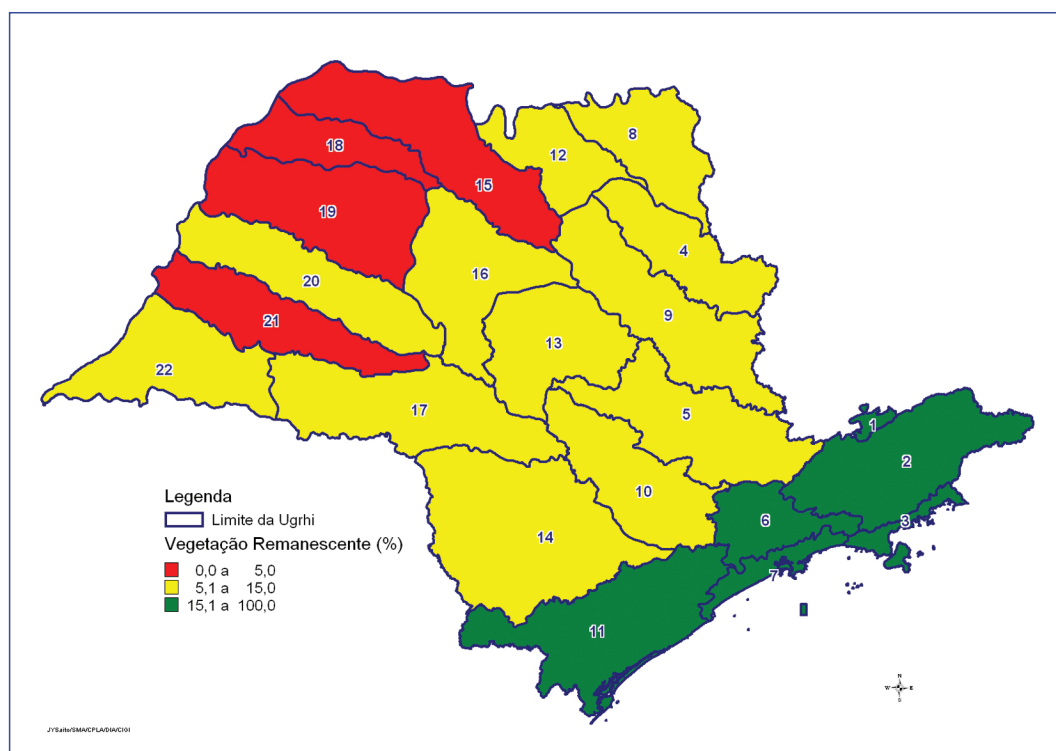 8
12
18
15
19
4
16
20
9
21
13
22
17
5
1
2
10
6
3
14
7
11
Legenda
Limite da Ugrhi
Vegetação Remanescente (%)
0,0 a 5,0
5,1 a 15,0
15,1 a 100,0
N
W E
S
JYSaito/SMA/CPLA/DIA/CIGI